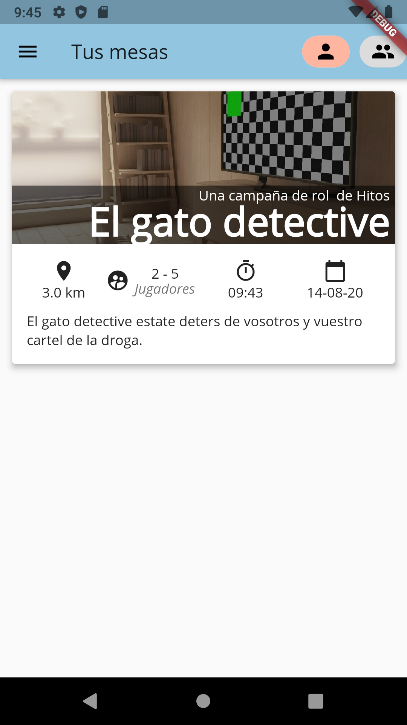 9:45
DEBUG
Tus mesas
Una campaña de rol  de Hitos
El gato detective
3.0 km
2 - 5
Jugadores
09:43
14-08-20
El gato detective estate deters de vosotros y vuestro
cartel de la droga.